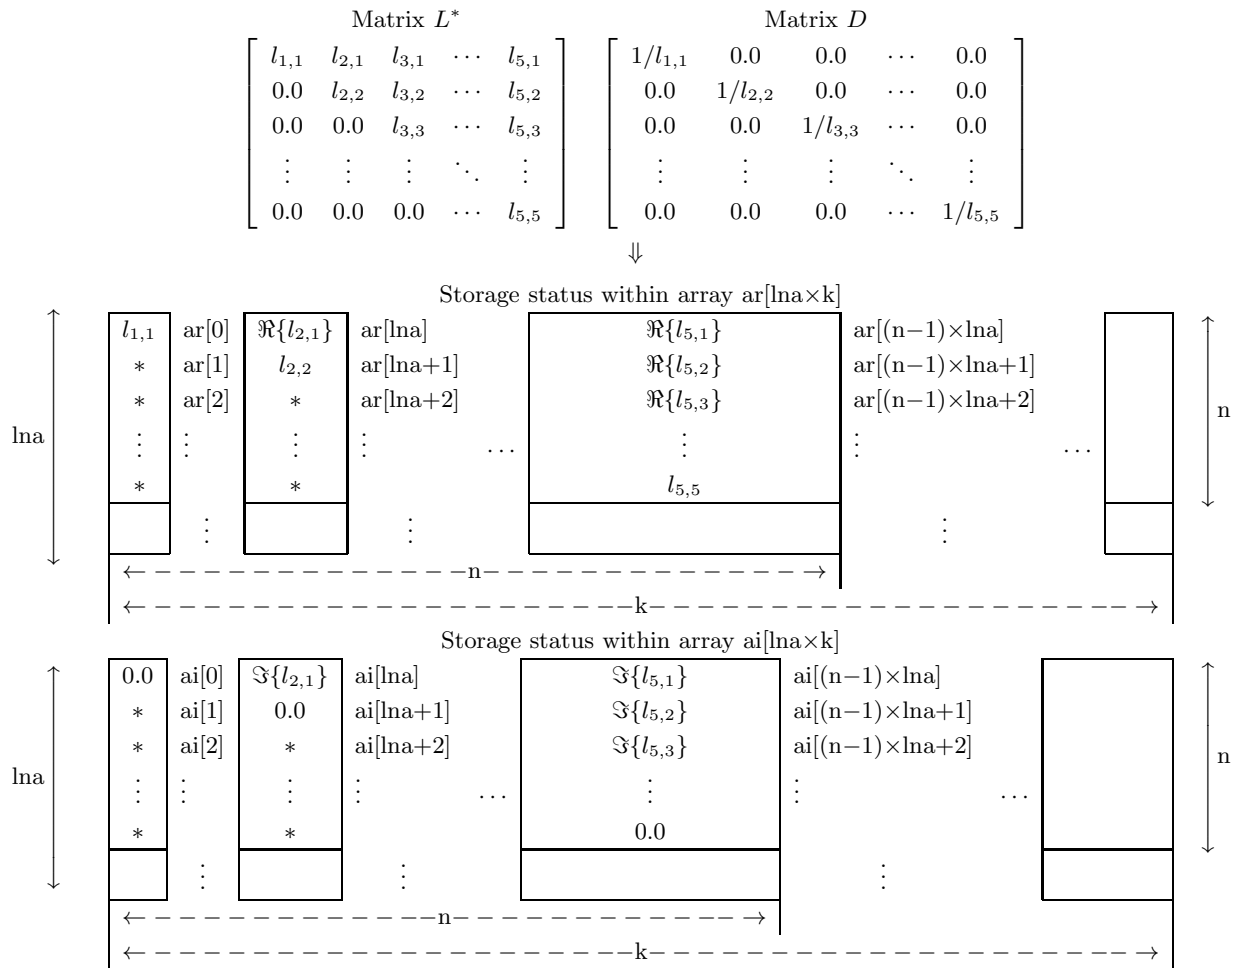 Matrix L* Matrix D
l1,1 l2,1 l3,1 ⋯ l5,1 1/l1,1 0.0 0.0 ⋯ 0.0
0.0 l2,2 l3,2 ⋯ l5,2 0.0 1/l2,2 0.0 ⋯ 0.0
0.0 0.0 l3,3 ⋯ l5,3 0.0 0.0 1/l3,3 ⋯ 0.0
⋮ ⋮ ⋮ ⋱ ⋮ ⋮ ⋮ ⋮ ⋱ ⋮
0.0 0.0 0.0 ⋯ l5,5 0.0 0.0 0.0 ⋯ 1/l5,5
⇓
Storage status within array ar[lna×k]
l1,1 ar[0] ℜ{l2,1} ar[lna] ℜ{l5,1} ar[(n−1)×lna]
* ar[1] l2,2 ar[lna+1] ℜ{l5,2} ar[(n−1)×lna+1]
* ar[2] * ar[lna+2] ℜ{l5,3} ar[(n−1)×lna+2]
lna ⋮ ⋮ ⋮ ⋮ ⋯ ⋮ ⋮ ⋯ n
* * l5,5
⋮ ⋮ ⋮
n
k
Storage status within array ai[lna×k]
0.0 ai[0] ℑ{l2,1} ai[lna] ℑ{l5,1} ai[(n−1)×lna]
* ai[1] 0.0 ai[lna+1] ℑ{l5,2} ai[(n−1)×lna+1]
* ai[2] * ai[lna+2] ℑ{l5,3} ai[(n−1)×lna+2]
lna ⋮ ⋮ ⋮ ⋮ ⋯ ⋮ ⋮ ⋯ n
* * 0.0
⋮ ⋮ ⋮
n
k